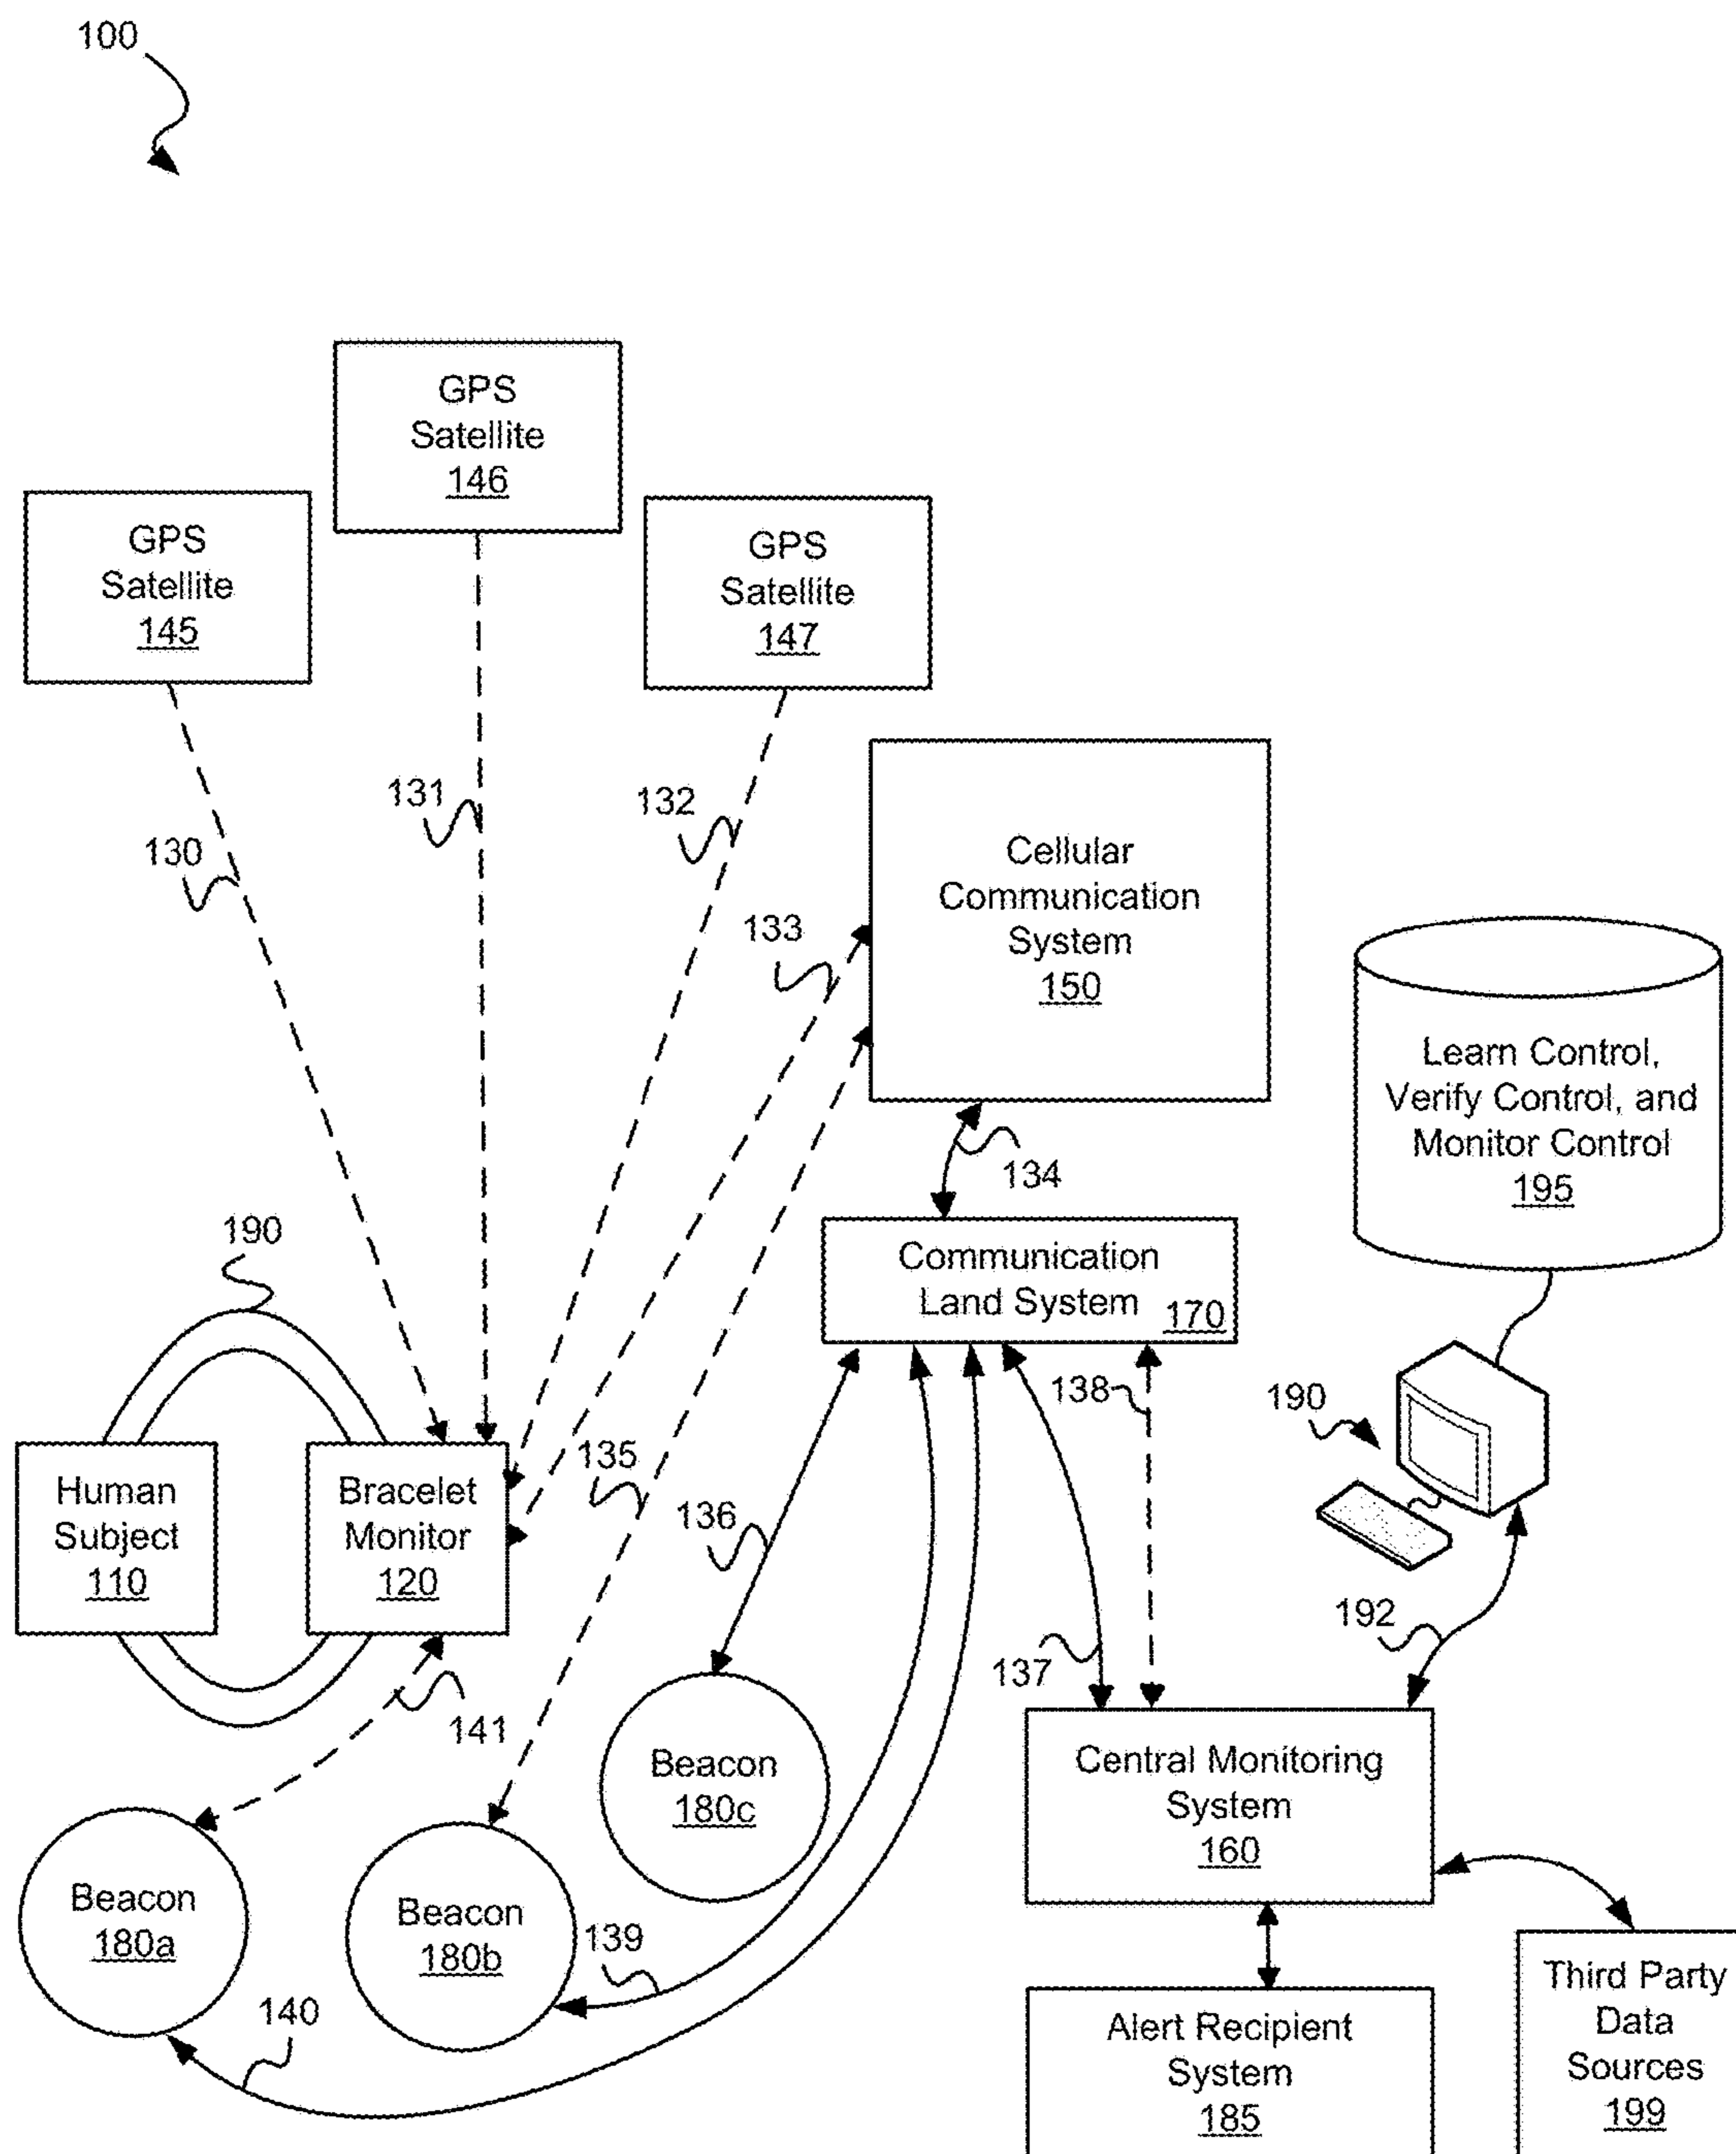 100
GPS
Satellite
146
GPS
Satellite
145
GPS
Satellite
147
131
132
130
Cellular
Communication
System
150
133
Learn Control,
Verify Control, and
Monitor Control
195
134
190
Communication
Land System
170
138
190
135
Human
Subject
110
Bracelet
Monitor
120
136
192
137
141
Beacon
180c
Central Monitoring
System
160
Beacon
180a
Beacon
180b
139
140
Alert Recipient
System
185
Third Party
Data
Sources
199